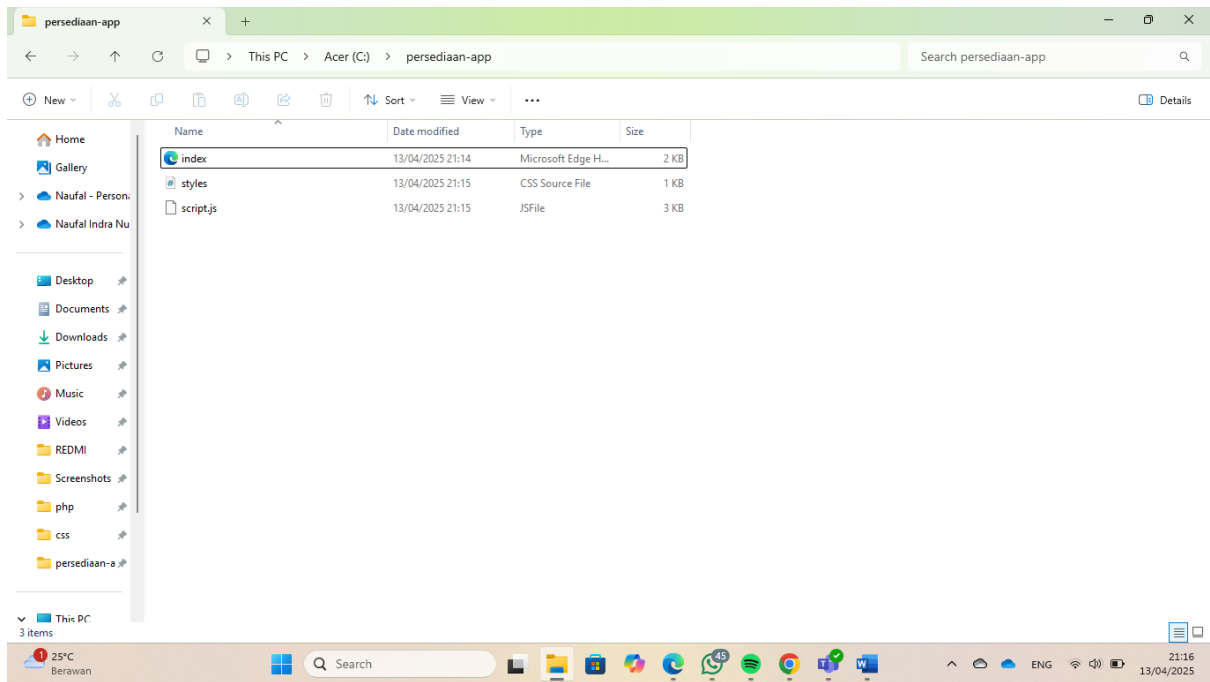 persediaan-app
This PC > Acer (C:) > persediaan-app
Search persediaan-app
New
Sort
View
Details
Name Date modified Type Size
index 13/04/2025 21:14 Microsoft Edge H... 2 KB
styles 13/04/2025 21:15 CSS Source File 1 KB
script.js 13/04/2025 21:15 JSFile 3 KB
Home
Gallery
Naufal - Persona
Naufal Indra Nu
Desktop
Documents
Downloads
Pictures
Music
Videos
REDMI
Screenshots
php
css
persediaan-a
This PC
3 items
1
25°C
Berawan
Search
45
ENG
21:16
13/04/2025